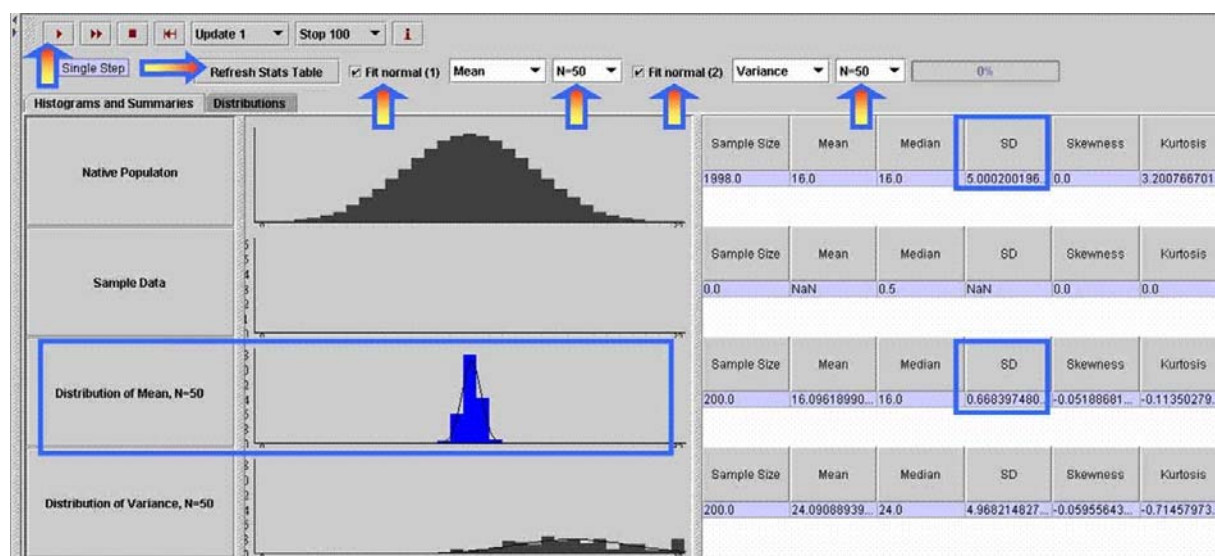 Update 1 Stop 100 i
Single Step Refresh Stats Table Fit normal (1) Mean N=50 Fit normal (2) Variance N=50 0%
Histograms and Summaries Distributions
Native Populaton
Sample Size Mean Median SD Skewness Kurtosis
1998.0 16.0 16.0 5.000200196... 0.0 3.200766701
Sample Data
Sample Size Mean Median SD Skewness Kurtosis
0.0 NaN 0.5 NaN 0.0 0.0
Distribution of Mean, N=50
Sample Size Mean Median SD Skewness Kurtosis
200.0 16.09618990... 16.0 0.668397480... -0.05188681... -0.11350279.
Distribution of Variance, N=50
Sample Size Mean Median SD Skewness Kurtosis
200.0 24.09088939... 24.0 4.968214827... -0.05955643... -0.71457973.